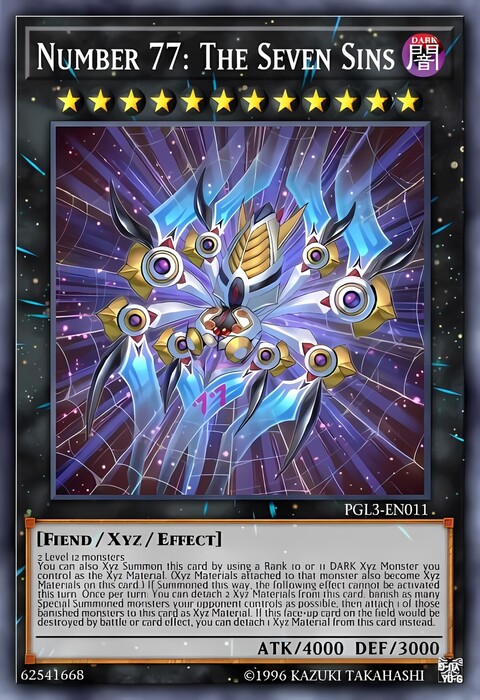 NUMBER 77: THE SEVEN SINS
DARK
闇
77
PGL3-EN011
[FIEND / XYZ / EFFECT]
2 Level 12 monsters
You can also Xyz Summon this card by using a Rank 10 or 11 DARK Xyz Monster you
control as the Xyz Material. (Xyz Materials attached to that monster also become Xyz
Materials on this card.) If Summoned this way, the following effect cannot be activated
this turn. Once per turn: You can detach 2 Xyz Materials from this card; banish as many
Special Summoned monsters your opponent controls as possible, then attach 1 of those
banished monsters to this card as Xyz Material. If this face-up card on the field would be
destroyed by battle or card effect, you can detach 1 Xyz Material from this card instead.
ATK/4000 DEF/3000
62541668
©1996 KAZUKI TAKAHASHI